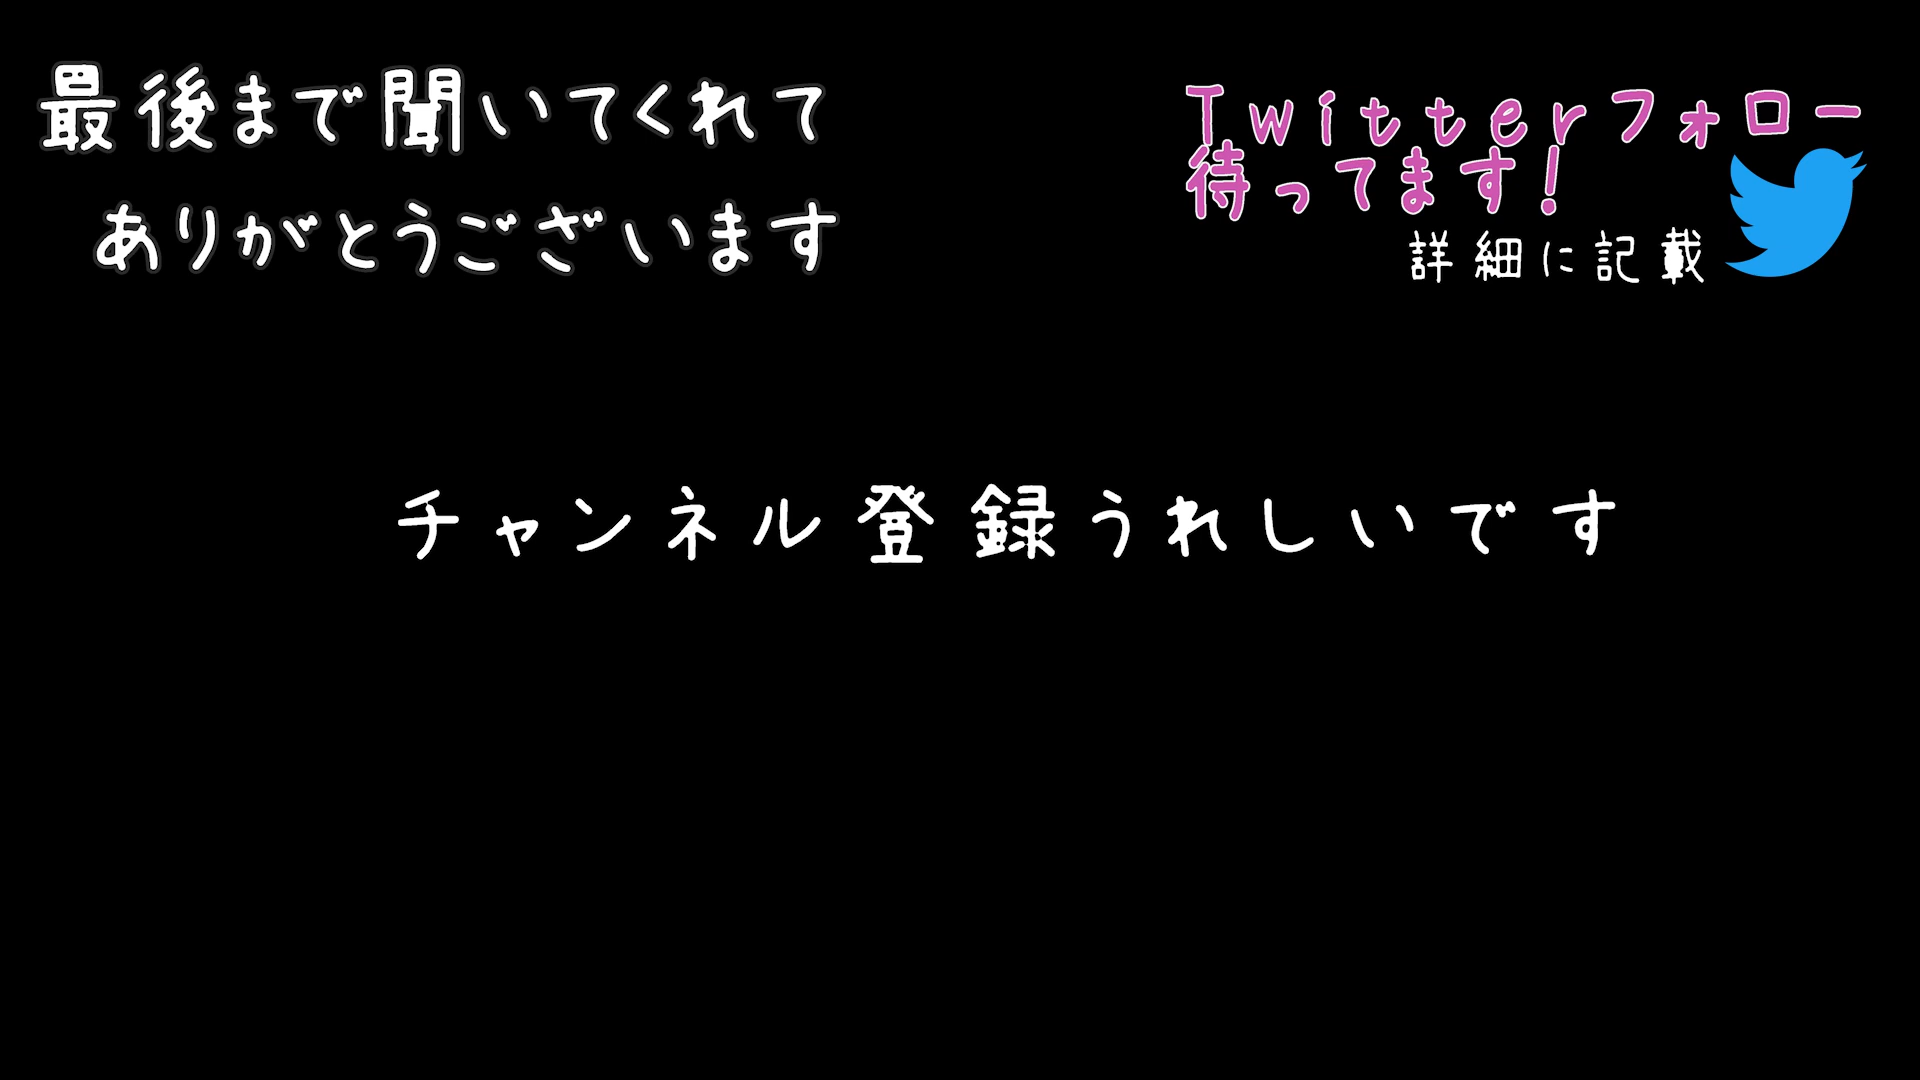 最後まで聞いてくれて
ありがとうございます
Twitterフォロー
待ってます!
詳細に記載
チャンネル登録うれしいです